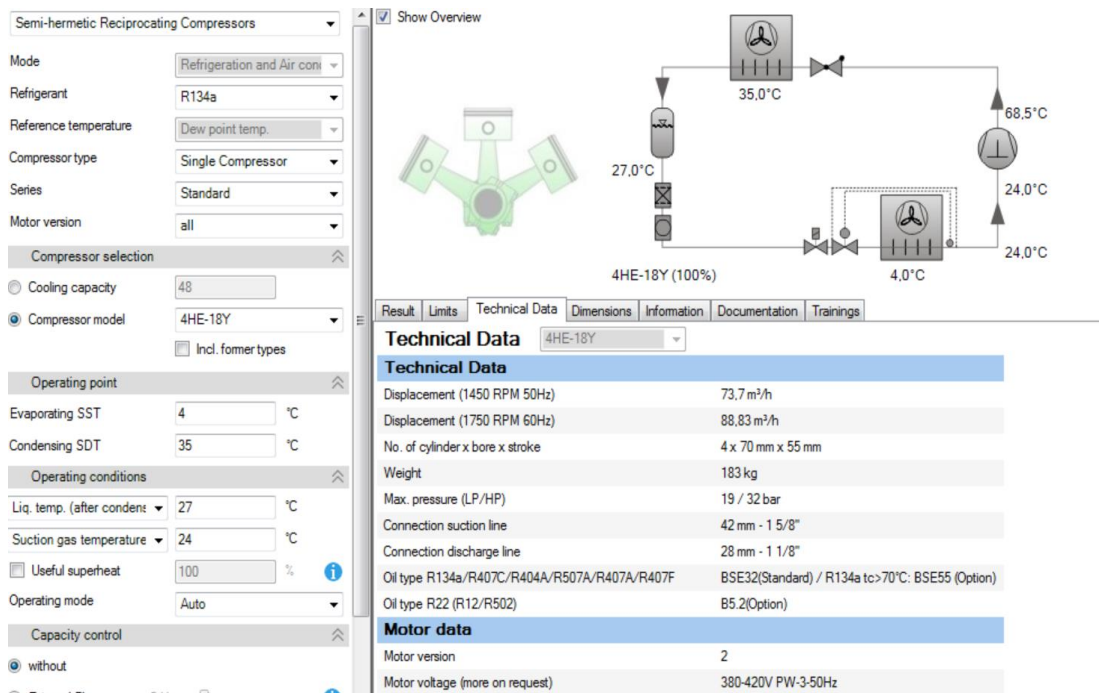 Semi-hermetic Reciprocating Compressors
Mode Refrigeration and Air con
Refrigerant R134a
Reference temperature Dew point temp.
Compressor type Single Compressor
Series Standard
Motor version all
Compressor selection
Cooling capacity 48
Compressor model 4HE-18Y
Incl. former types
Operating point
Evaporating SST 4 °C
Condensing SDT 35 °C
Operating conditions
Liq. temp. (after condens 27 °C
Suction gas temperature 24 °C
Useful superheat 100 %
Operating mode Auto
Capacity control
without
Show Overview
35,0°C
68,5°C
27,0°C
24,0°C
24,0°C
4HE-18Y (100%)
4,0°C
Result Limits Technical Data Dimensions Information Documentation Trainings
Technical Data 4HE-18Y
Technical Data
Displacement (1450 RPM 50Hz) 73,7 m³/h
Displacement (1750 RPM 60Hz) 88,83 m³/h
No. of cylinder x bore x stroke 4 x 70 mm x 55 mm
Weight 183 kg
Max. pressure (LP/HP) 19 / 32 bar
Connection suction line 42 mm - 1 5/8"
Connection discharge line 28 mm - 1 1/8"
Oil type R134a/R407C/R404A/R507A/R407A/R407F BSE32(Standard) / R134a tc>70°C: BSE55 (Option)
Oil type R22 (R12/R502) B5.2(Option)
Motor data
Motor version 2
Motor voltage (more on request) 380-420V PW-3-50Hz